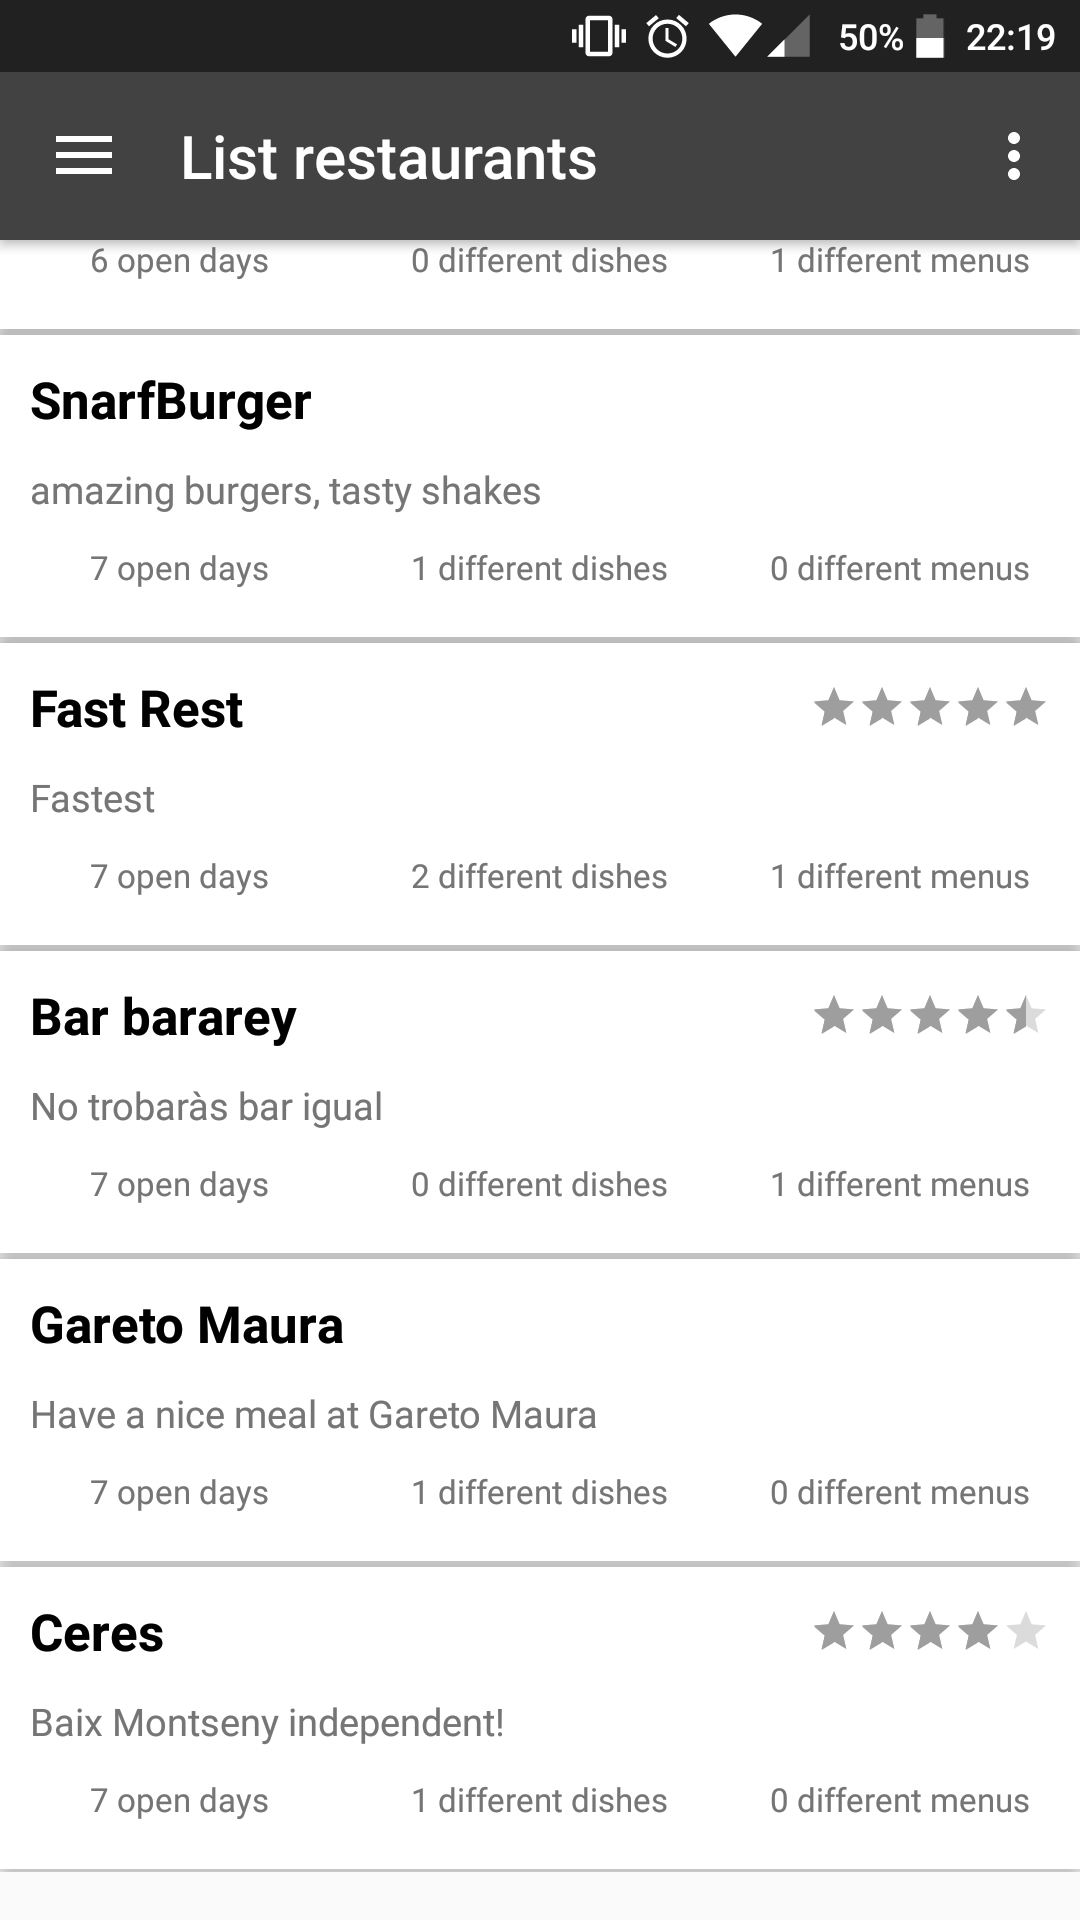 50% 22:19
List restaurants
6 open days 0 different dishes 1 different menus
SnarfBurger
amazing burgers, tasty shakes
7 open days 1 different dishes 0 different menus
Fast Rest
Fastest
7 open days 2 different dishes 1 different menus
Bar bararey
No trobaràs bar igual
7 open days 0 different dishes 1 different menus
Gareto Maura
Have a nice meal at Gareto Maura
7 open days 1 different dishes 0 different menus
Ceres
Baix Montseny independent!
7 open days 1 different dishes 0 different menus